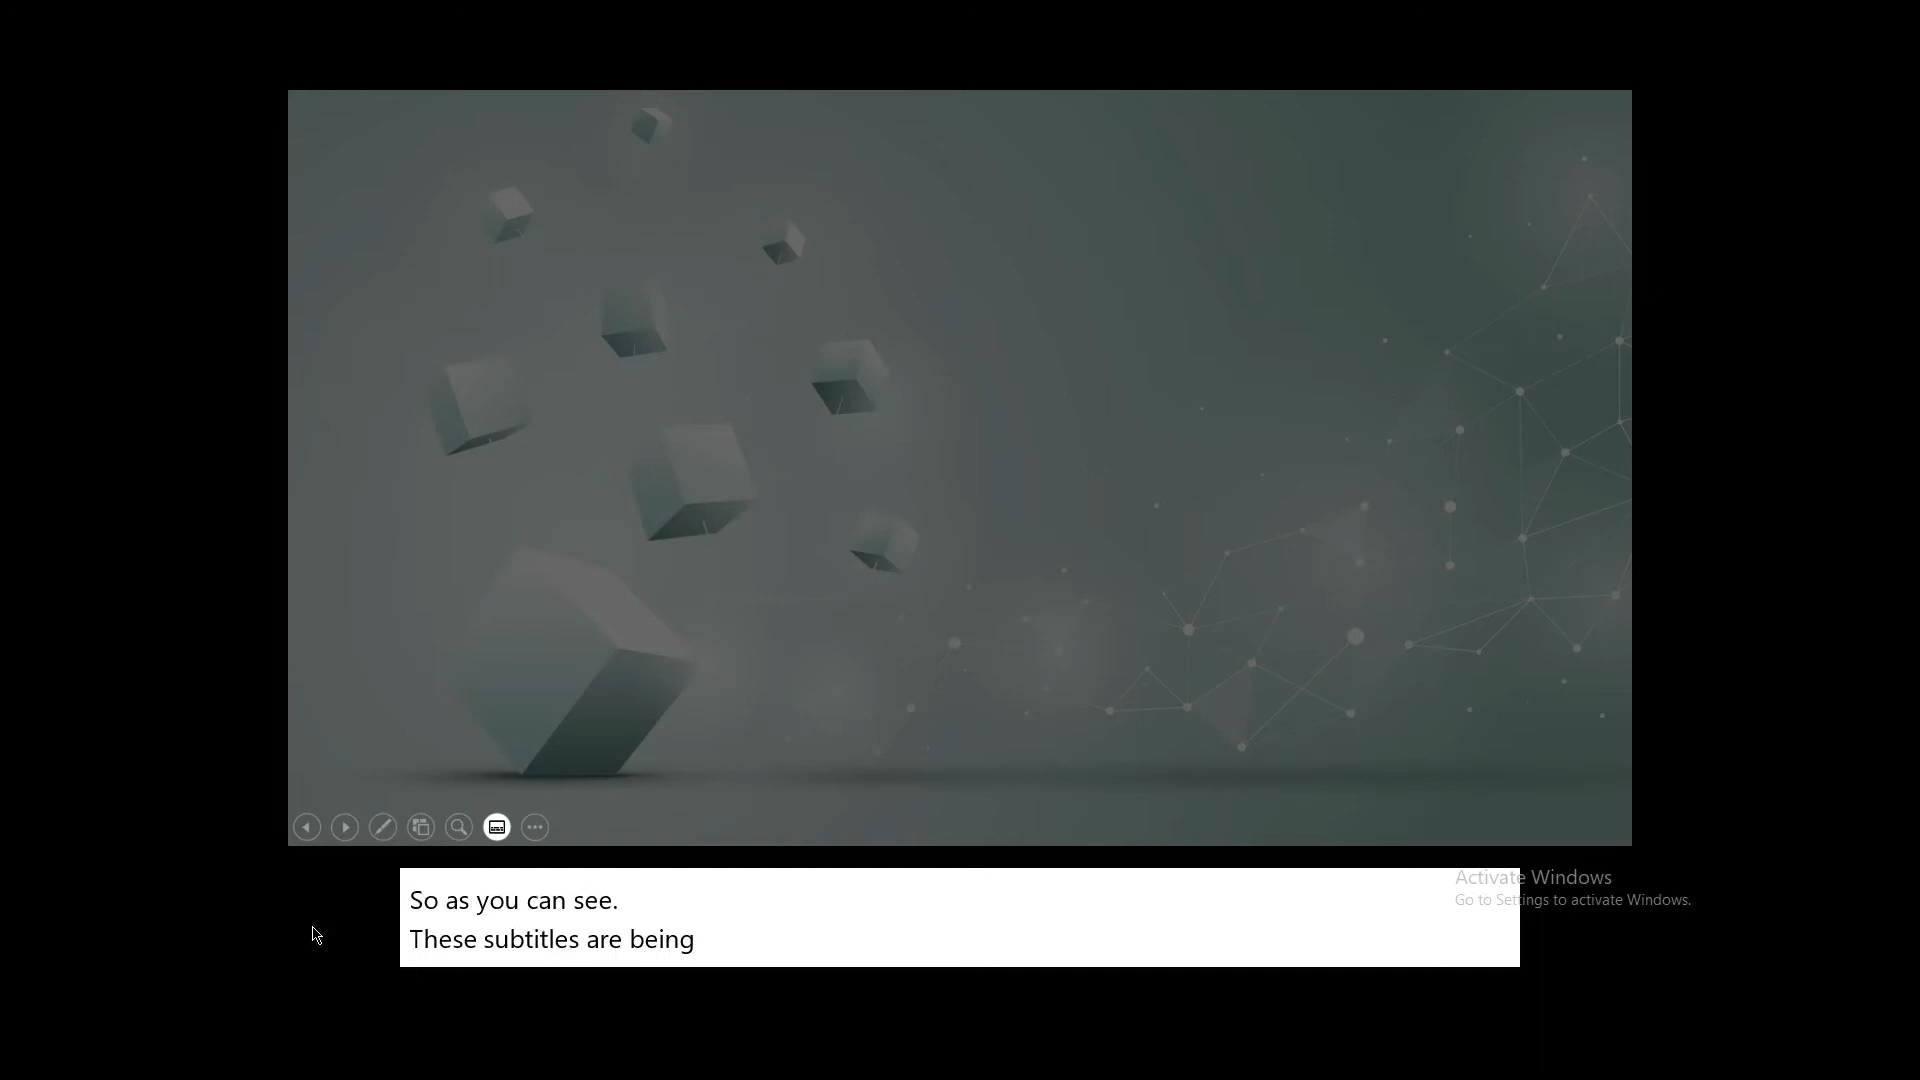 So as you can see.
These subtitles are being
Activate Windows
Go to Settings to activate Windows.